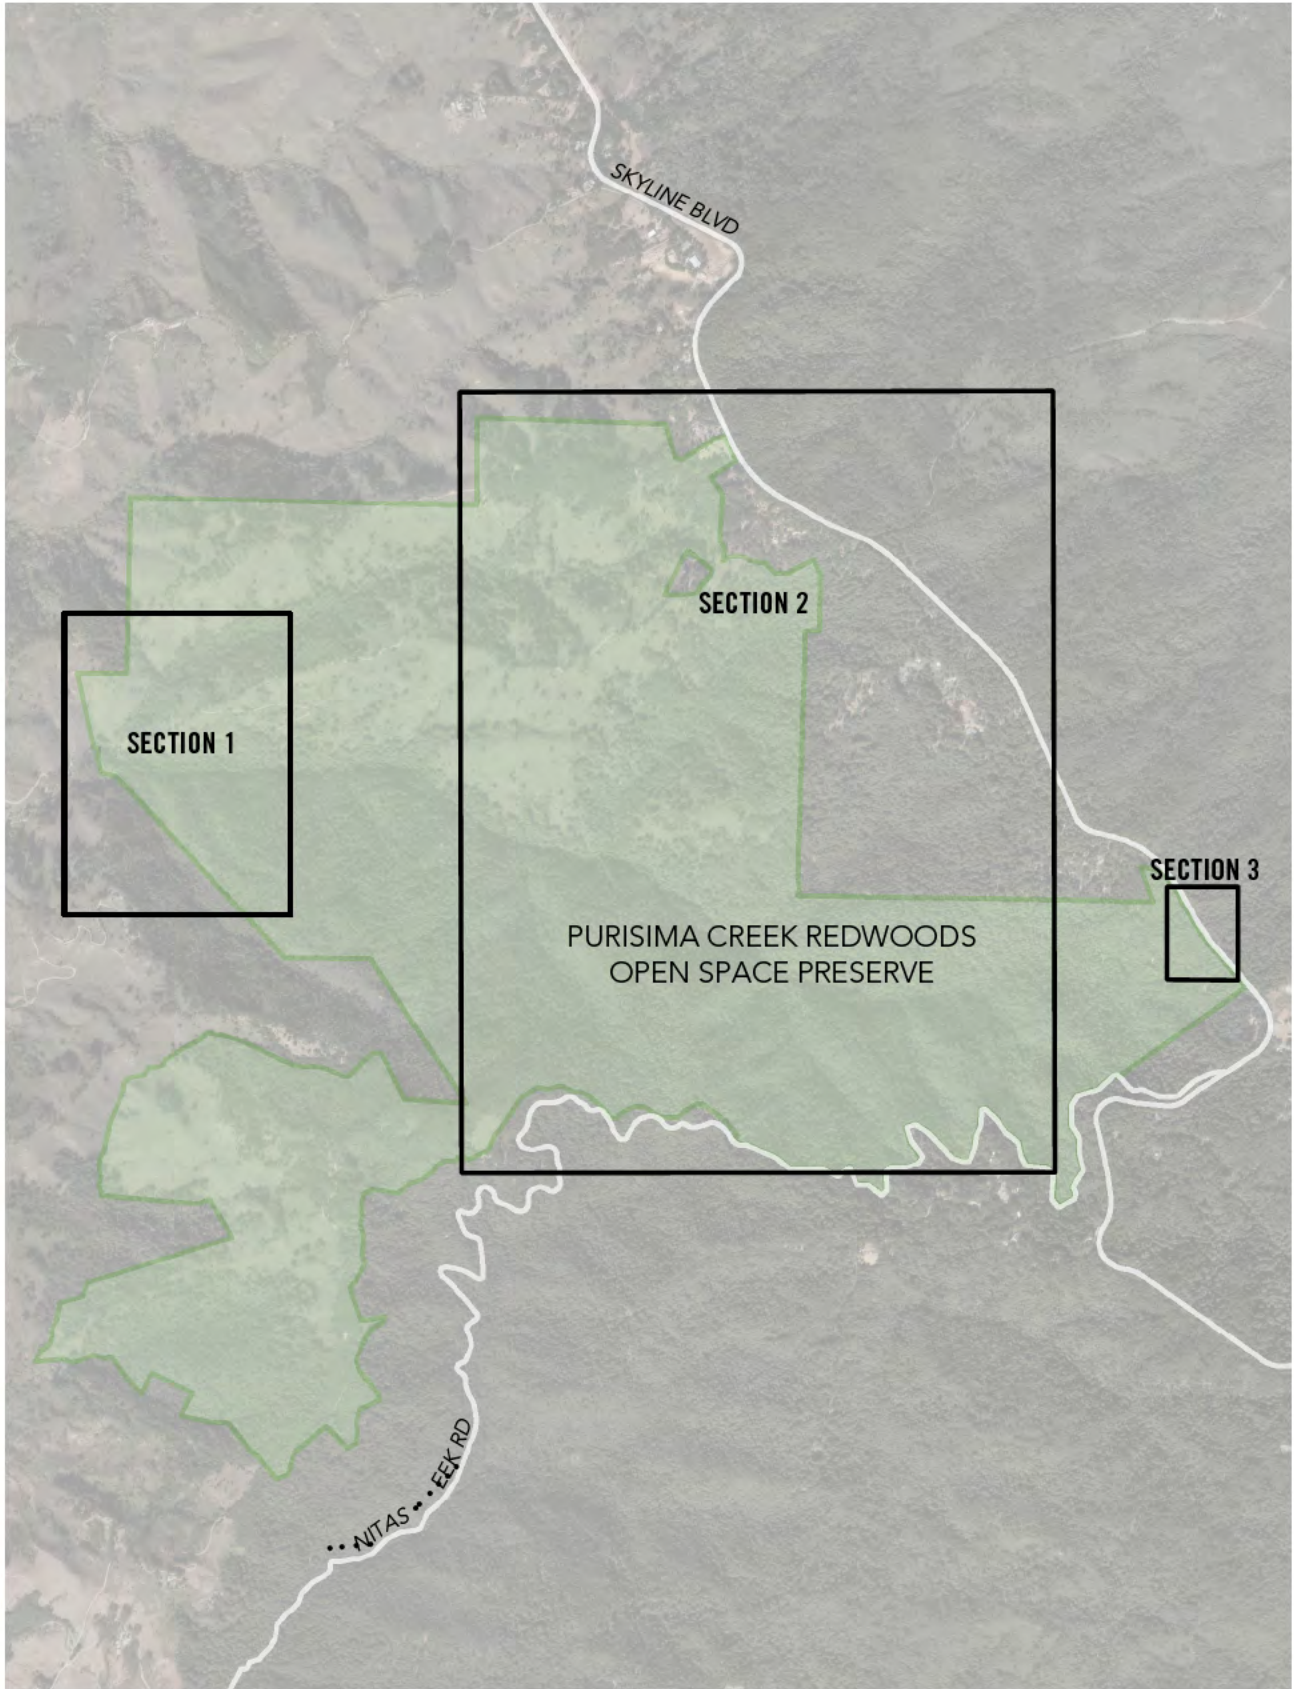 SKYLINE BLVD
SECTION 2
SECTION 1
SECTION 3
PURISIMA CREEK REDWOODS
OPEN SPACE PRESERVE
NITAS EEK RD